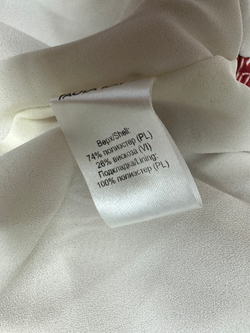 Верх/Shell:
74% полиэстер (PL)
26% вискоза (VI)
Подкладка/Lining:
100% полиэстер (PL)